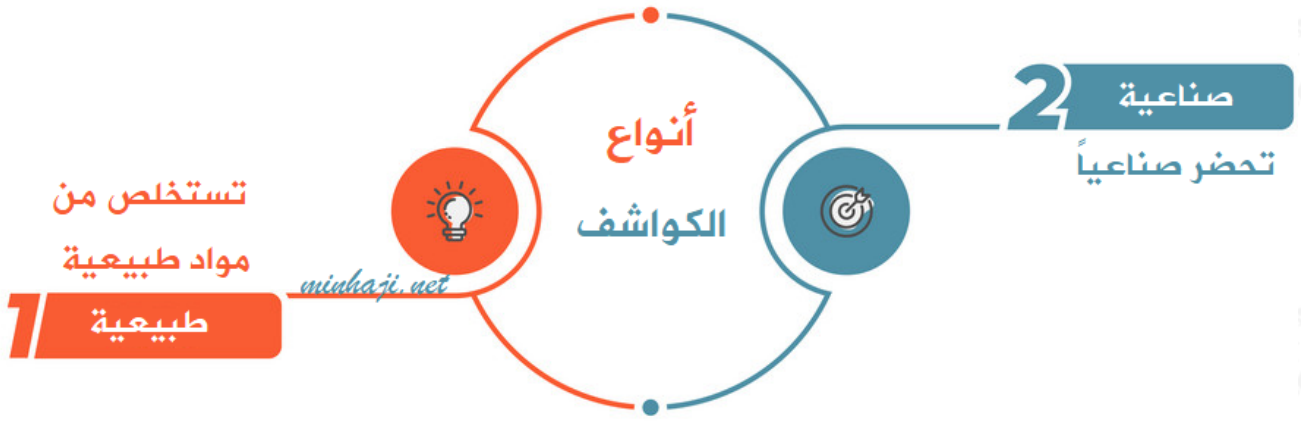 أنواع
الكواشف
2 صناعية
تحضر صناعياً
تستخلص من
مواد طبيعية
1 طبيعية
minhaji.net